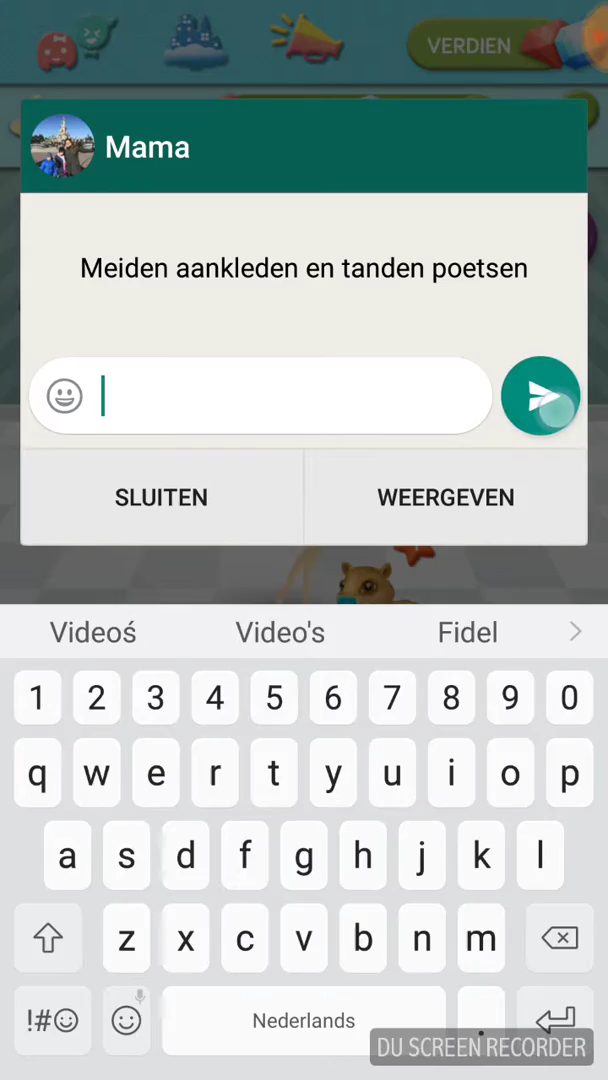 VERDIEN
Mama
Meiden aankleden en tanden poetsen
SLUITEN WEERGEVEN
Videoś Video's Fidel
1 2 3 4 5 6 7 8 9 0
q w e r t y u i o p
a s d f g h j k l
z x c v b n m
!#☺ Nederlands .
DU SCREEN RECORDER